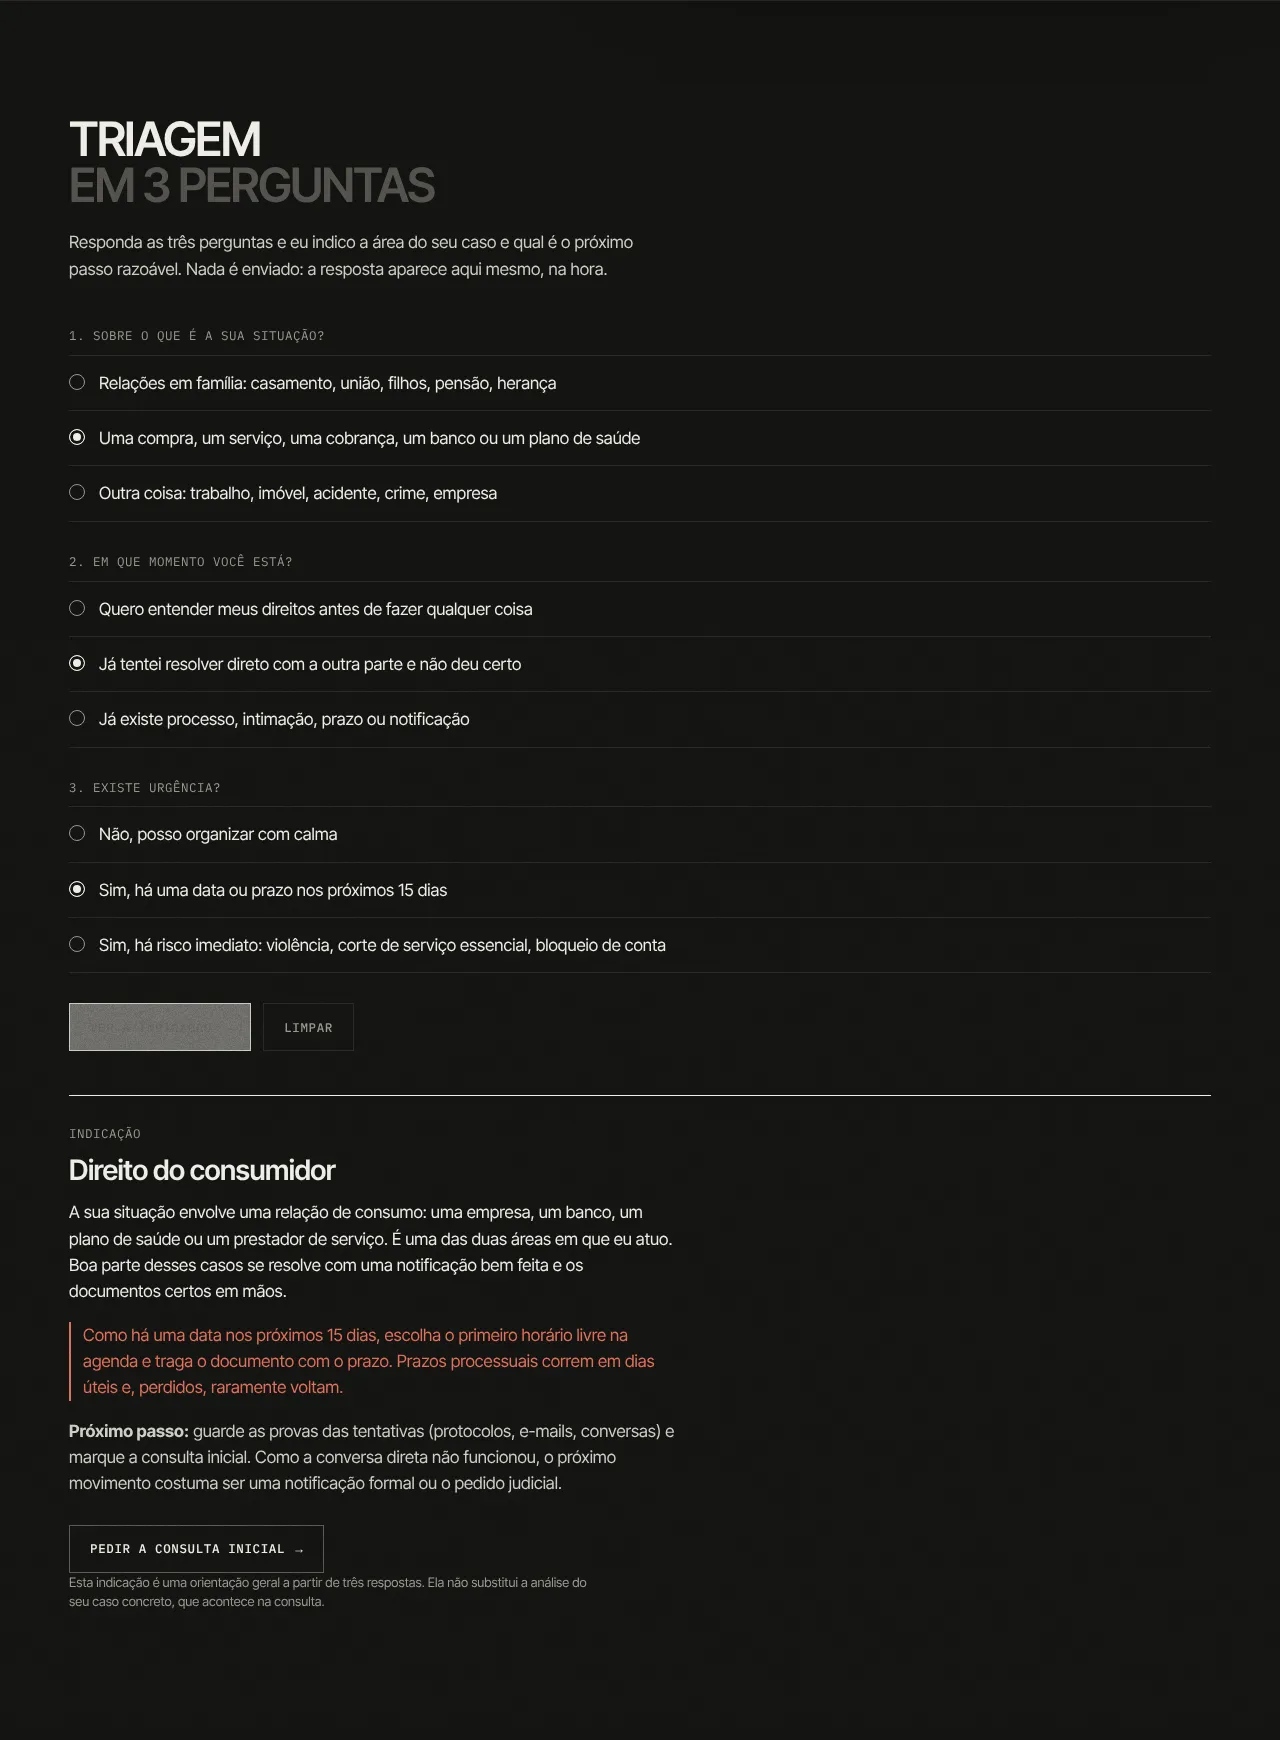 TRIAGEM
EM 3 PERGUNTAS
Responda as três perguntas e eu indico a área do seu caso e qual é o próximo
passo razoável. Nada é enviado: a resposta aparece aqui mesmo, na hora.
1. SOBRE O QUE É A SUA SITUAÇÃO?
Relações em família: casamento, união, filhos, pensão, herança
Uma compra, um serviço, uma cobrança, um banco ou um plano de saúde
Outra coisa: trabalho, imóvel, acidente, crime, empresa
2. EM QUE MOMENTO VOCÊ ESTÁ?
Quero entender meus direitos antes de fazer qualquer coisa
Já tentei resolver direto com a outra parte e não deu certo
Já existe processo, intimação, prazo ou notificação
3. EXISTE URGÊNCIA?
Não, posso organizar com calma
Sim, há uma data ou prazo nos próximos 15 dias
Sim, há risco imediato: violência, corte de serviço essencial, bloqueio de conta
LIMPAR
INDICAÇÃO
Direito do consumidor
A sua situação envolve uma relação de consumo: uma empresa, um banco, um
plano de saúde ou um prestador de serviço. É uma das duas áreas em que eu atuo.
Boa parte desses casos se resolve com uma notificação bem feita e os
documentos certos em mãos.
Como há uma data nos próximos 15 dias, escolha o primeiro horário livre na
agenda e traga o documento com o prazo. Prazos processuais correm em dias
úteis e, perdidos, raramente voltam.
Próximo passo: guarde as provas das tentativas (protocolos, e-mails, conversas) e
marque a consulta inicial. Como a conversa direta não funcionou, o próximo
movimento costuma ser uma notificação formal ou o pedido judicial.
PEDIR A CONSULTA INICIAL →
Esta indicação é uma orientação geral a partir de três respostas. Ela não substitui a análise do
seu caso concreto, que acontece na consulta.